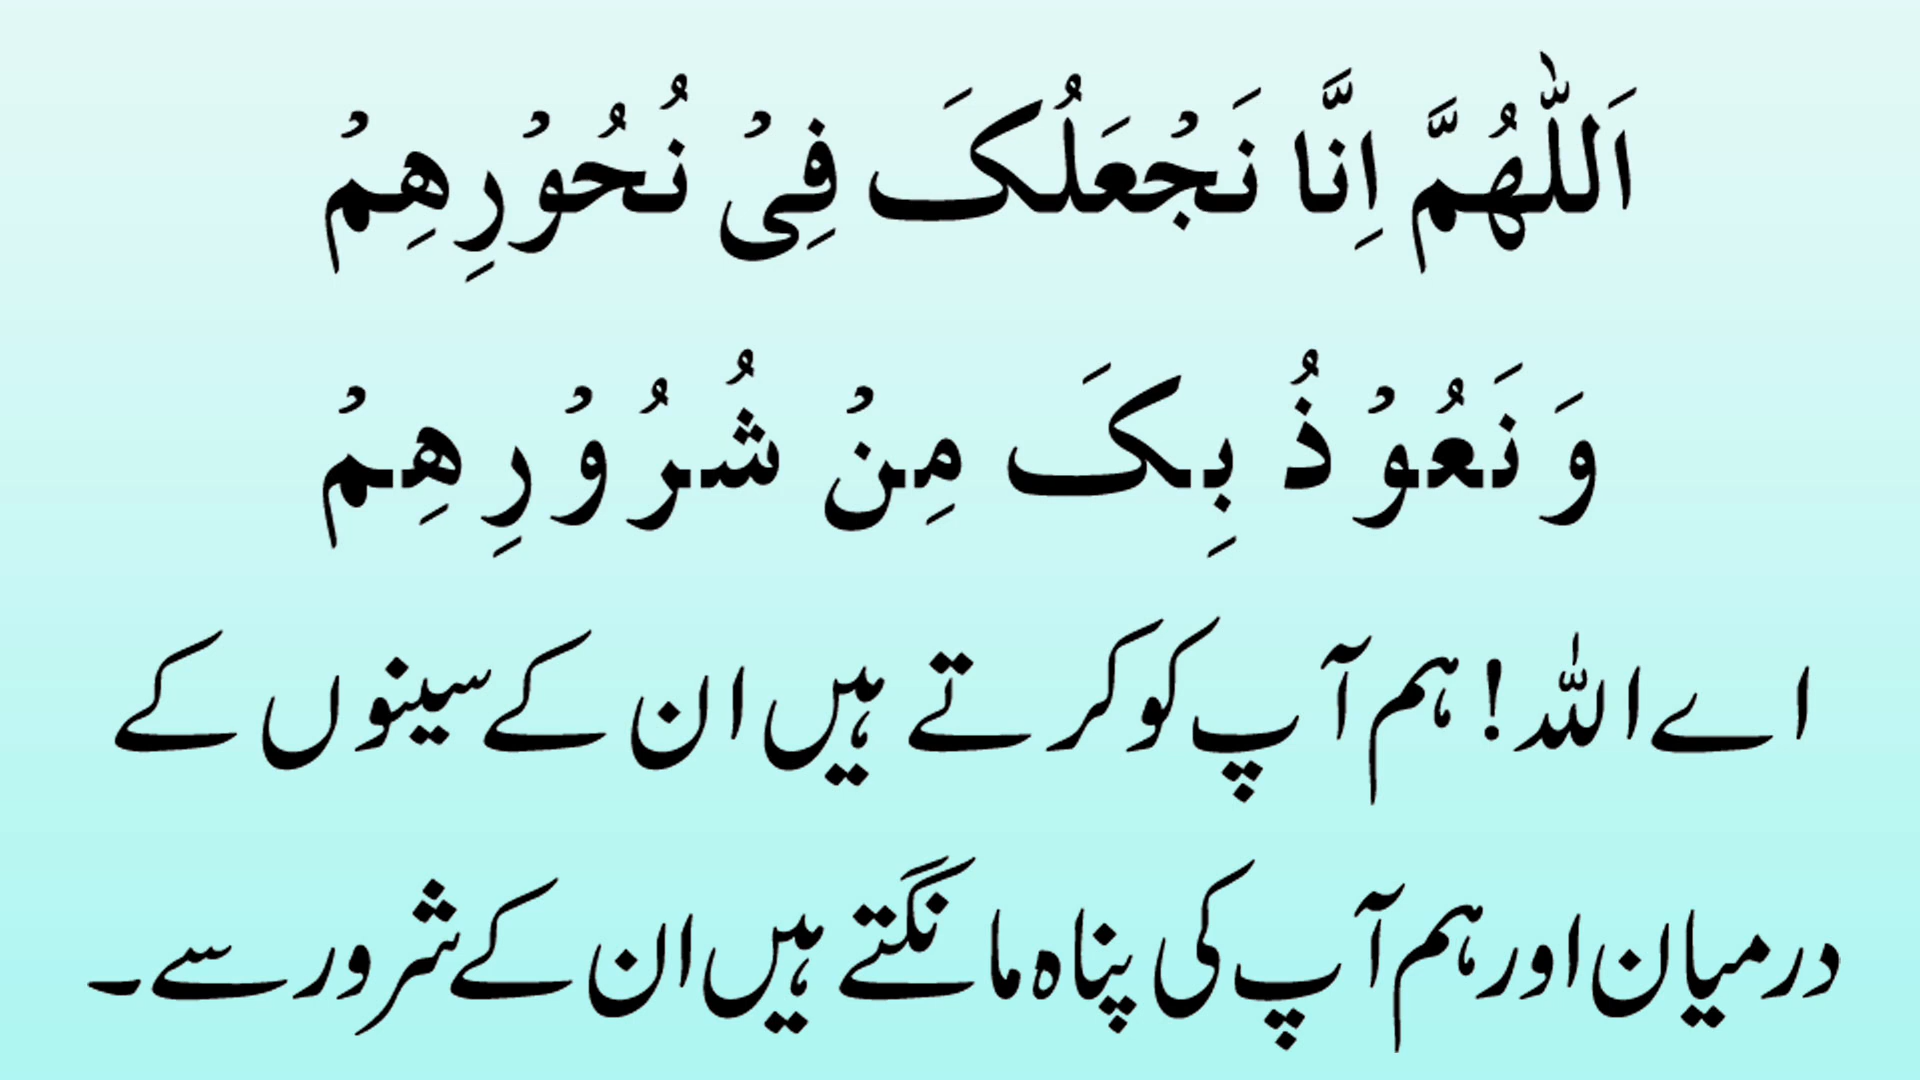 اَللّٰهُمَّ اِنَّا نَجۡعَلُکَ فِیۡ نُحُوۡرِهِمۡ
وَ نَعُوۡذُ بِکَ مِنۡ شُرُوۡرِهِمۡ
اے اللّٰہ! ہم آپ کو کرتے ہیں ان کے سینوں کے
درمیان اور ہم آپ کی پناہ مانگتے ہیں ان کے شرور سے۔